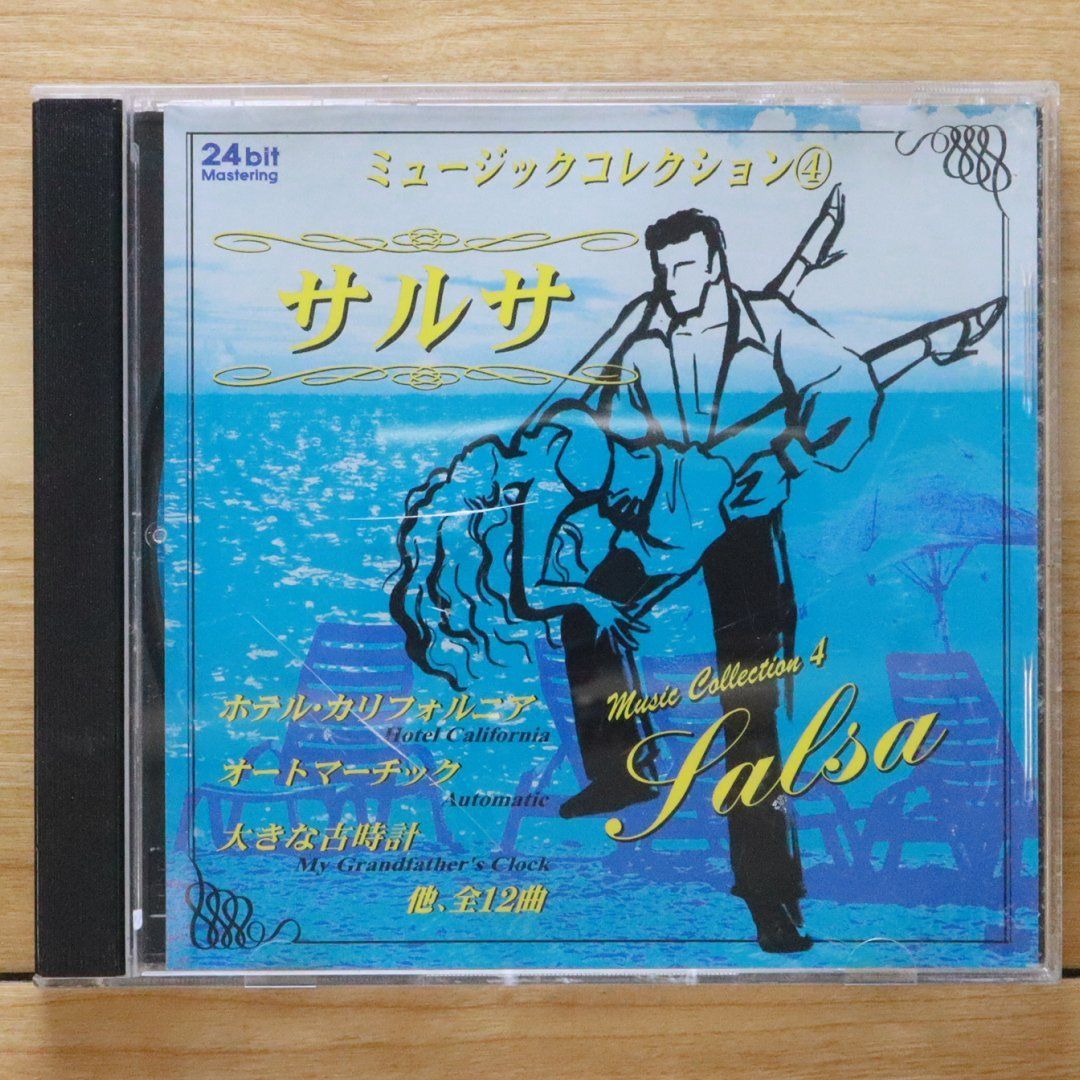 24bit
Mastering
ミュージックコレクション④
サルサ
Music Collection 4
Salsa
ホテル・カリフォルニア
Hotel California
オートマーチック
Automatic
大きな古時計
My Grandfather's Clock
他、全12曲